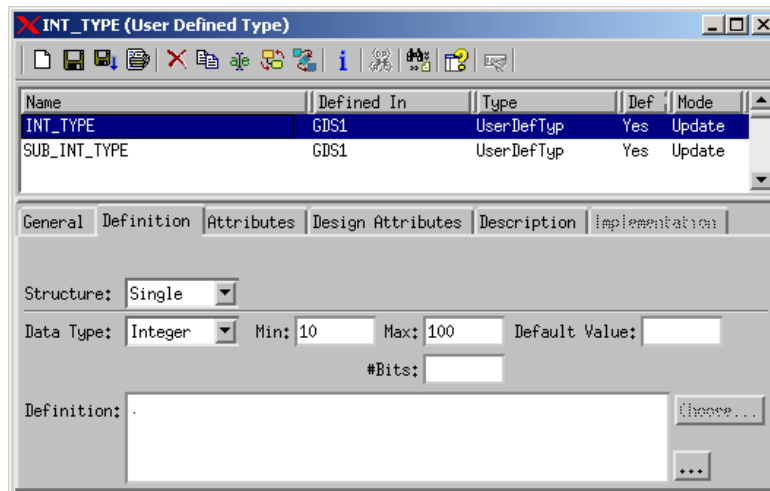 INT_TYPE (User Defined Type)
Name Defined In Type Def Mode
INT_TYPE GDS1 UserDefTyp Yes Update
SUB_INT_TYPE GDS1 UserDefTyp Yes Update
General Definition Attributes Design Attributes Description Implementation
Structure: Single
Data Type: Integer Min: 10 Max: 100 Default Value:
#Bits:
Definition: . Choose...
...